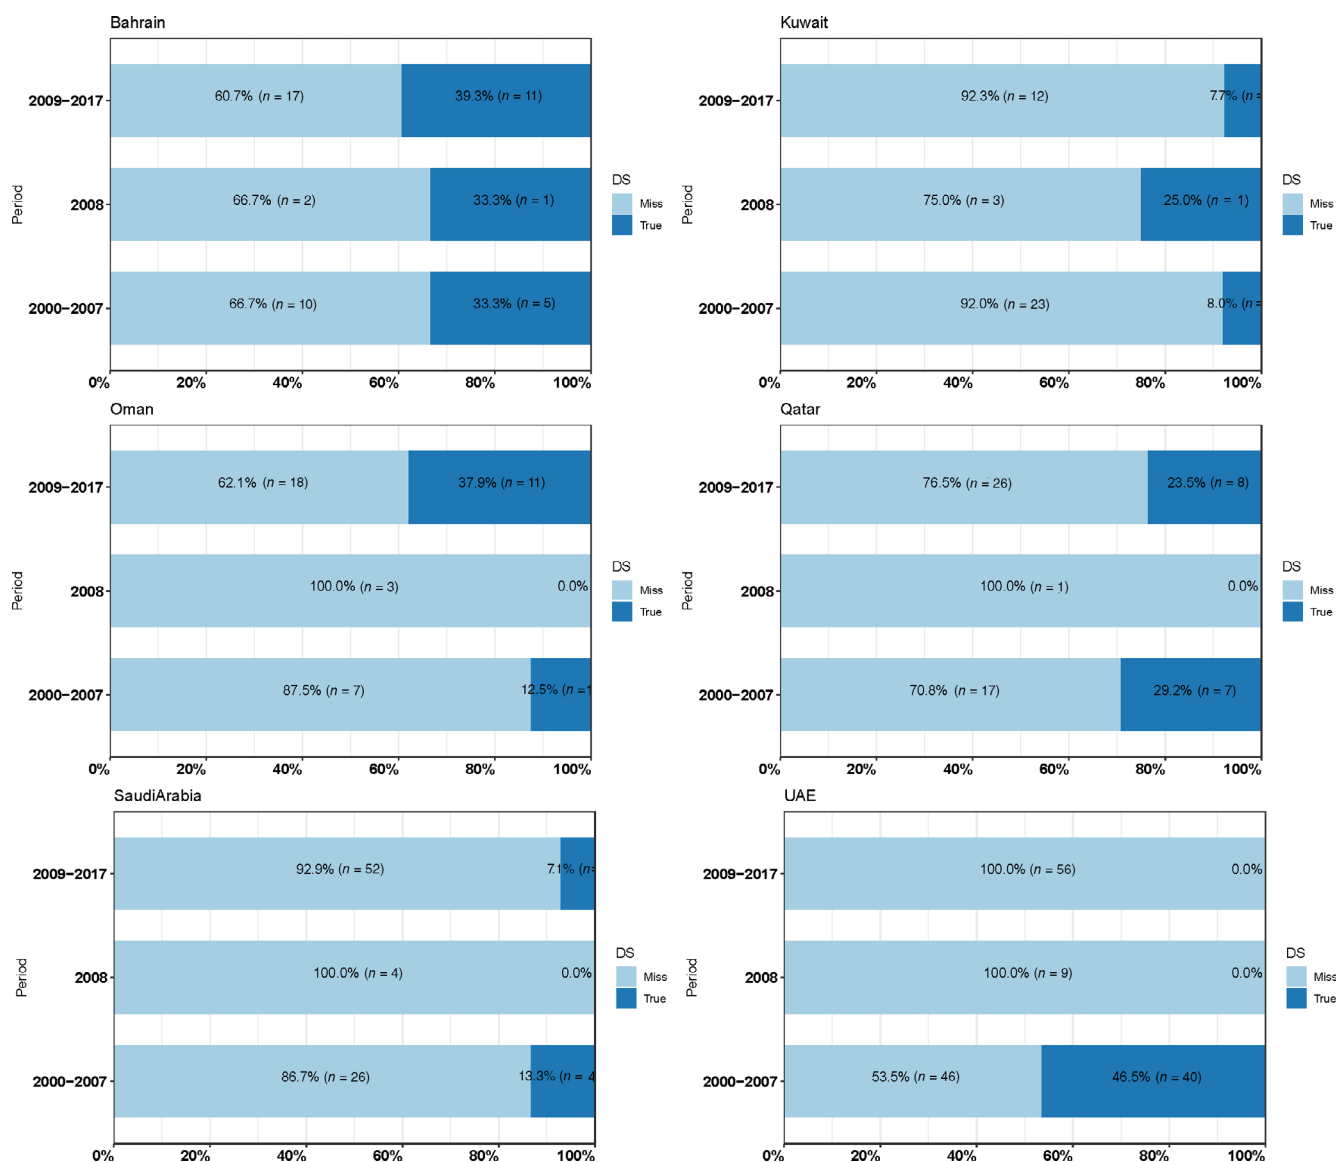 Bahrain
2009−2017
60.7% (n = 17)
39.3% (n = 11)
2008
66.7% (n = 2)
33.3% (n = 1)
2000−2007
66.7% (n = 10)
33.3% (n = 5)
Period
0% 20% 40% 60% 80% 100%
DS
Miss
True
Kuwait
2009−2017
92.3% (n = 12)
7.7% (n =
2008
75.0% (n = 3)
25.0% (n = 1)
2000−2007
92.0% (n = 23)
8.0% (n =
Period
0% 20% 40% 60% 80% 100%
DS
Miss
True
Oman
2009−2017
62.1% (n = 18)
37.9% (n = 11)
2008
100.0% (n = 3)
0.0%
2000−2007
87.5% (n = 7)
12.5% (n = 1
Period
0% 20% 40% 60% 80% 100%
DS
Miss
True
Qatar
2009−2017
76.5% (n = 26)
23.5% (n = 8)
2008
100.0% (n = 1)
0.0%
2000−2007
70.8% (n = 17)
29.2% (n = 7)
Period
0% 20% 40% 60% 80% 100%
DS
Miss
True
SaudiArabia
2009−2017
92.9% (n = 52)
7.1% (n =
2008
100.0% (n = 4)
0.0%
2000−2007
86.7% (n = 26)
13.3% (n = 4
Period
0% 20% 40% 60% 80% 100%
DS
Miss
True
UAE
2009−2017
100.0% (n = 56)
0.0%
2008
100.0% (n = 9)
0.0%
2000−2007
53.5% (n = 46)
46.5% (n = 40)
Period
0% 20% 40% 60% 80% 100%
DS
Miss
True